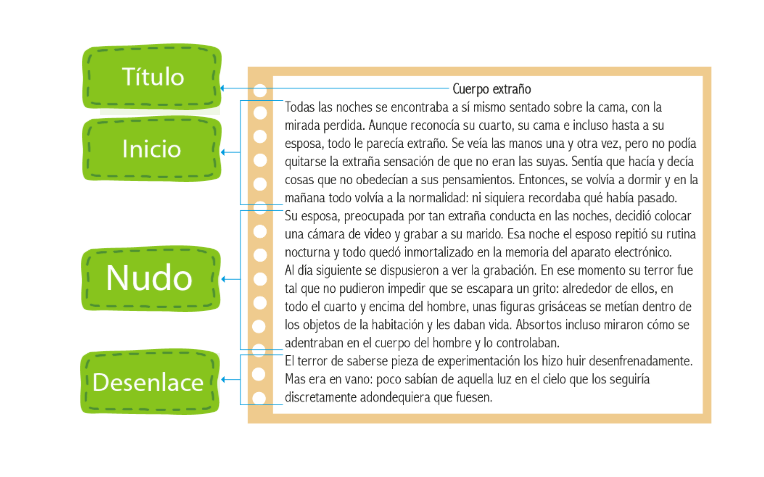 Título
Cuerpo extraño
Inicio
Todas las noches se encontraba a sí mismo sentado sobre la cama, con la
mirada perdida. Aunque reconocía su cuarto, su cama e incluso hasta a su
esposa, todo le parecía extraño. Se veía las manos una y otra vez, pero no podía
quitarse la extraña sensación de que no eran las suyas. Sentía que hacía y decía
cosas que no obedecían a sus pensamientos. Entonces, se volvía a dormir y en la
mañana todo volvía a la normalidad: ni siquiera recordaba qué había pasado.
Nudo
Su esposa, preocupada por tan extraña conducta en las noches, decidió colocar
una cámara de video y grabar a su marido. Esa noche el esposo repitió su rutina
nocturna y todo quedó inmortalizado en la memoria del aparato electrónico.
Al día siguiente se dispusieron a ver la grabación. En ese momento su terror fue
tal que no pudieron impedir que se escapara un grito: alrededor de ellos, en
todo el cuarto y encima del hombre, unas figuras grisáceas se metían dentro de
los objetos de la habitación y les daban vida. Absortos incluso miraron cómo se
adentraban en el cuerpo del hombre y lo controlaban.
Desenlace
El terror de saberse pieza de experimentación los hizo huir desenfrenadamente.
Mas era en vano: poco sabían de aquella luz en el cielo que los seguiría
discretamente adondequiera que fuesen.